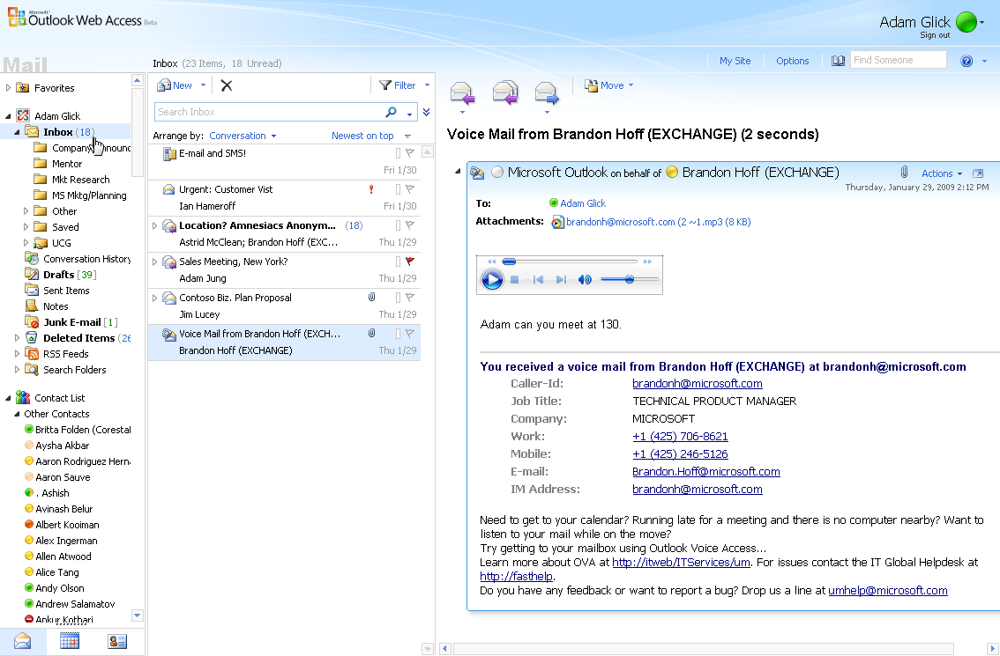 Microsoft®
Outlook Web Access Beta
Adam Glick
Sign out
Mail
Inbox (23 Items, 18 Unread)
My Site
Options
Find Someone
Favorites
Adam Glick
Inbox (18)
Company Announc
Mentor
Mkt Research
MS Mktg/Planning
Other
Saved
UCG
Conversation History
Drafts [39]
Sent Items
Notes
Junk E-mail [1]
Deleted Items (26
RSS Feeds
Search Folders
Contact List
Other Contacts
Britta Folden (Corestal
Aysha Akbar
Aaron Rodriguez Herna
Aaron Sauve
. Ashish
Avinash Belur
Albert Kooiman
Alex Ingerman
Allen Atwood
Alice Tang
Andy Olson
Andrew Salamatov
Ankur Kothari
New
Filter
Search Inbox
Arrange by: Conversation
Newest on top
E-mail and SMS!
Fri 1/30
Urgent: Customer Vist
Ian Hameroff Fri 1/30
Location? Amnesiacs Anonym... (18)
Astrid McClean; Brandon Hoff (EXC... Thu 1/29
Sales Meeting, New York?
Adam Jung Thu 1/29
Contoso Biz. Plan Proposal
Jim Lucey Thu 1/29
Voice Mail from Brandon Hoff (EXCH...
Brandon Hoff (EXCHANGE) Thu 1/29
Move
Voice Mail from Brandon Hoff (EXCHANGE) (2 seconds)
Microsoft Outlook on behalf of Brandon Hoff (EXCHANGE)
Actions
Thursday, January 29, 2009 2:12 PM
To: Adam Glick
Attachments: brandonh@microsoft.com (2 ~1.mp3 (8 KB)
Adam can you meet at 130.
You received a voice mail from Brandon Hoff (EXCHANGE) at brandonh@microsoft.com
Caller-Id: brandonh@microsoft.com
Job Title: TECHNICAL PRODUCT MANAGER
Company: MICROSOFT
Work: +1 (425) 706-8621
Mobile: +1 (425) 246-5126
E-mail: Brandon.Hoff@microsoft.com
IM Address: brandonh@microsoft.com
Need to get to your calendar? Running late for a meeting and there is no computer nearby? Want to
listen to your mail while on the move?
Try getting to your mailbox using Outlook Voice Access...
Learn more about OVA at http://itweb/ITServices/um. For issues contact the IT Global Helpdesk at
http://fasthelp.
Do you have any feedback or want to report a bug? Drop us a line at umhelp@microsoft.com